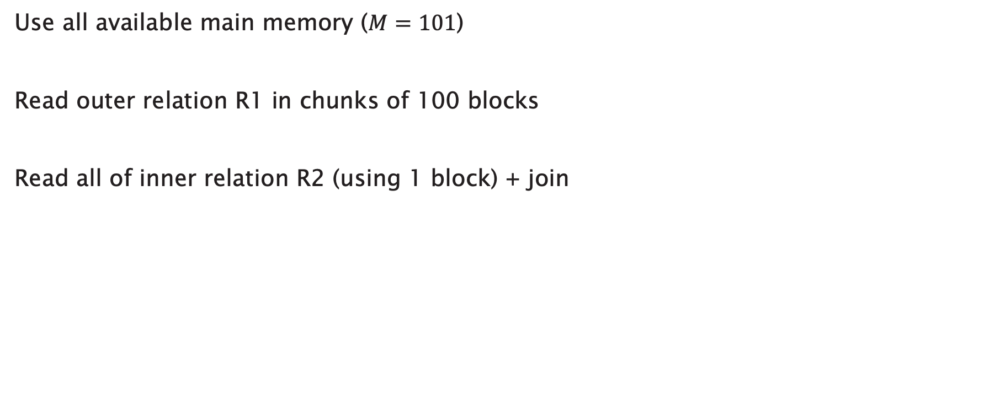 Use all available main memory (M = 101)
Read outer relation R1 in chunks of 100 blocks
Read all of inner relation R2 (using 1 block) + join